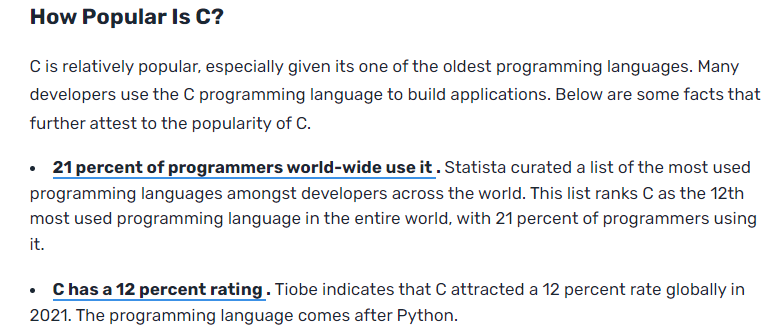 How Popular Is C?
C is relatively popular, especially given its one of the oldest programming languages. Many
developers use the C programming language to build applications. Below are some facts that
further attest to the popularity of C.
• 21 percent of programmers world-wide use it . Statista curated a list of the most used
programming languages amongst developers across the world. This list ranks C as the 12th
most used programming language in the entire world, with 21 percent of programmers using
it.
• C has a 12 percent rating . Tiobe indicates that C attracted a 12 percent rate globally in
2021. The programming language comes after Python.